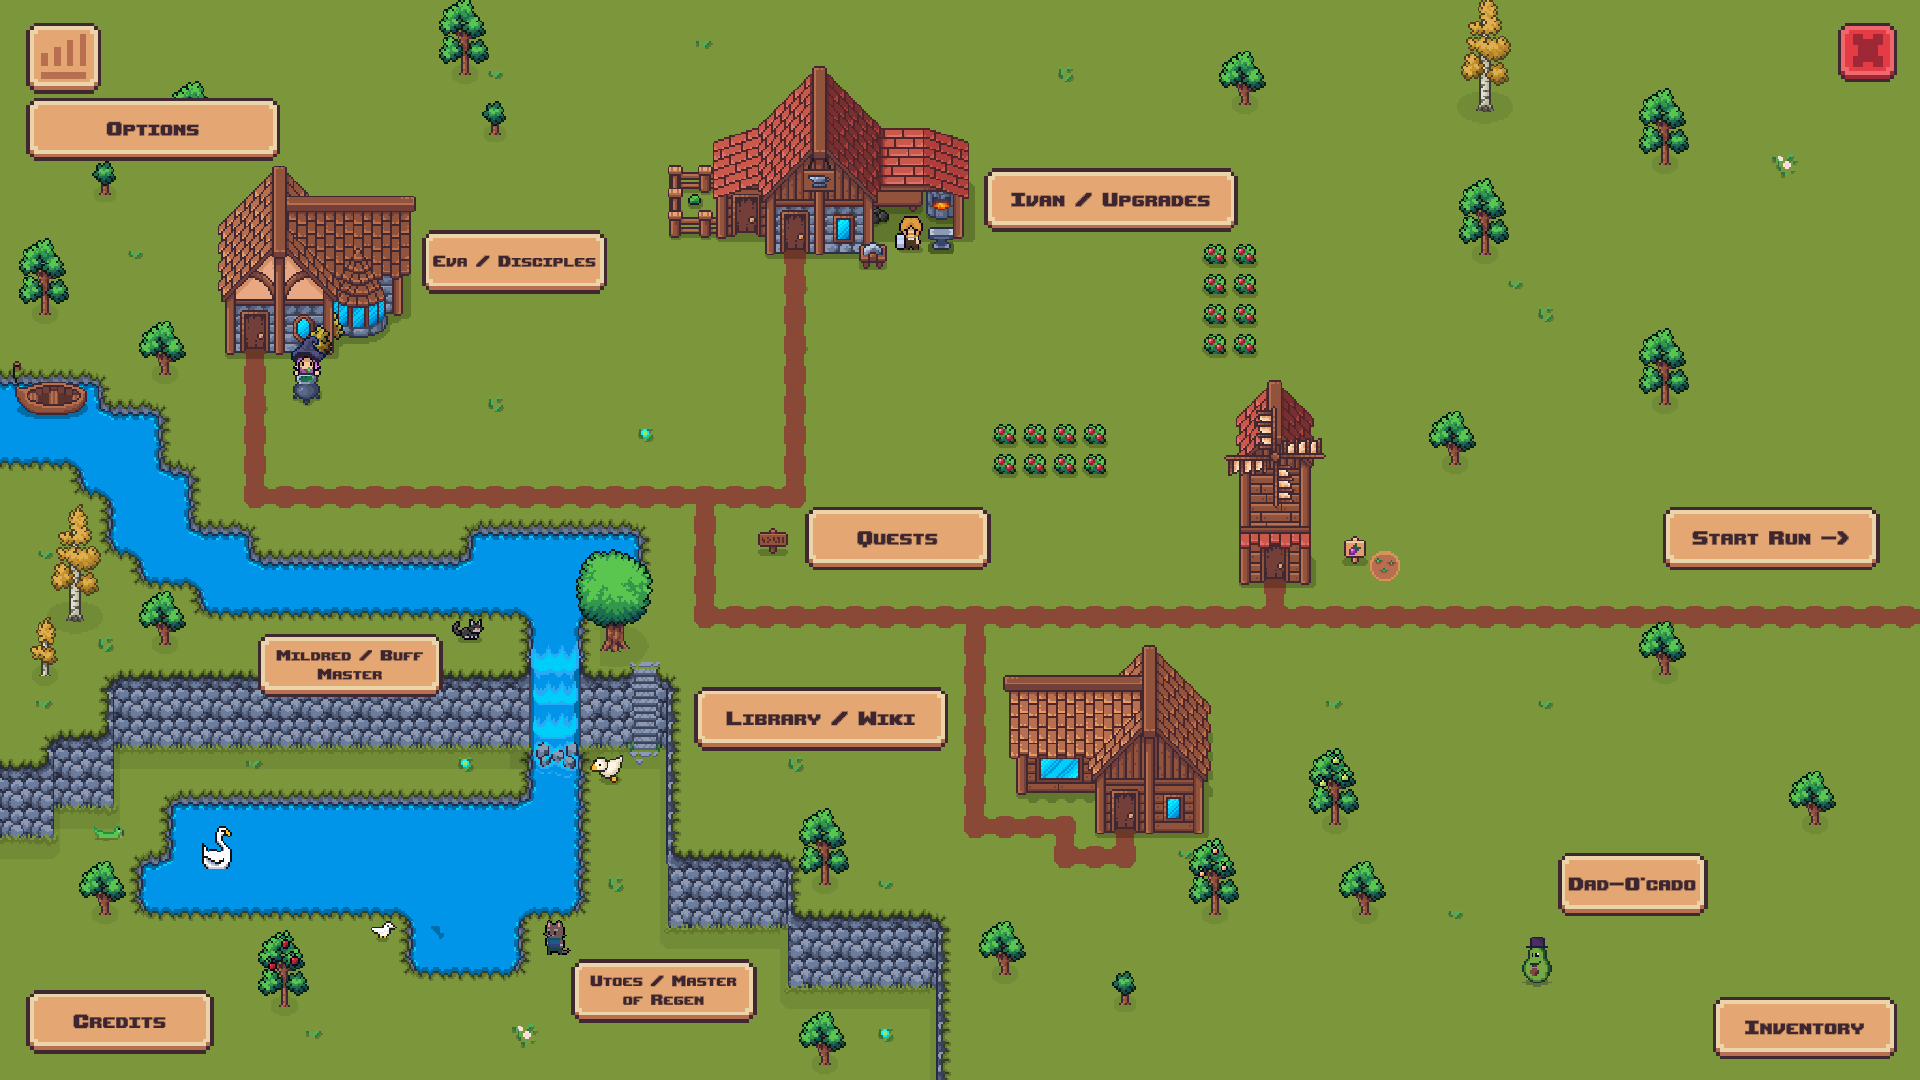 Options
Ivan / Upgrades
Eva / Disciples
Quests
Start Run ->
Mildred / Buff
Master
Library / Wiki
Dad-O'cado
Utoes / Master
of Regen
Credits
Inventory